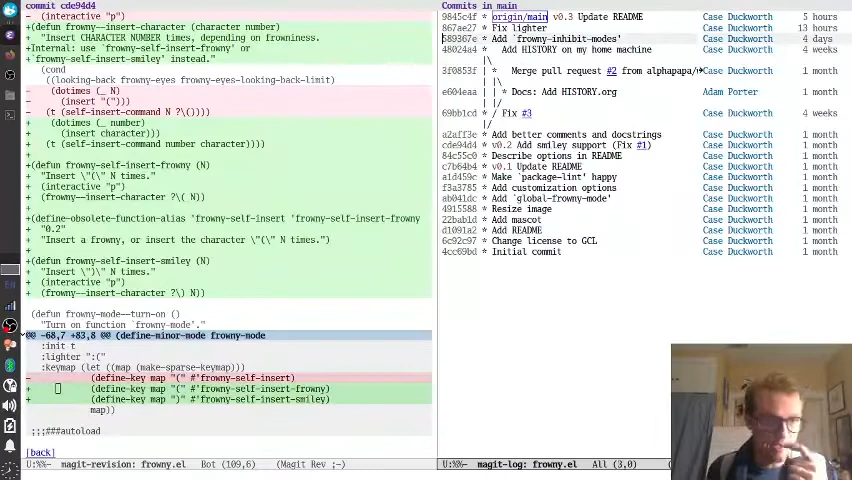 commit cde94d4
- (interactive "p")
+(defun frowny--insert-character (character number)
+ "Insert CHARACTER NUMBER times, depending on frowniness.
+Internal: use `frowny-self-insert-frowny' or
+`frowny-self-insert-smiley' instead."
(cond
((looking-back frowny-eyes frowny-eyes-looking-back-limit)
- (dotimes (_ N)
- (insert "(")))
- (t (self-insert-command N ?\())))
+ (dotimes (_ number)
+ (insert character)))
+ (t (self-insert-command number character))))
+
+(defun frowny-self-insert-frowny (N)
+ "Insert \"(\" N times."
+ (interactive "p")
+ (frowny--insert-character ?\( N))
+
+(define-obsolete-function-alias 'frowny-self-insert 'frowny-self-insert-frowny
+ "0.2"
+ "Insert a frowny, or insert the character \"(\" N times.")
+
+(defun frowny-self-insert-smiley (N)
+ "Insert \")\" N times."
+ (interactive "p")
+ (frowny--insert-character ?\) N))
(defun frowny-mode--turn-on ()
"Turn on function `frowny-mode'."
@@ -68,7 +83,8 @@ (define-minor-mode frowny-mode
:init t
:lighter ":("
:keymap (let ((map (make-sparse-keymap)))
- (define-key map "(" #'frowny-self-insert)
+ (define-key map "(" #'frowny-self-insert-frowny)
+ (define-key map ")" #'frowny-self-insert-smiley)
map))
;;;###autoload
[back]
U:%%- magit-revision: frowny.el Bot (109,6) (Magit Rev ;-)
Commits in main
9845c4f * origin/main v0.3 Update README Case Duckworth 5 hours
867ae27 * Fix lighter Case Duckworth 13 hours
589367e * Add `frowny-inhibit-modes' Case Duckworth 4 days
48024a4 * Add HISTORY on my home machine Case Duckworth 4 weeks
|\
3f0853f | * Merge pull request #2 from alphapapa/ Case Duckworth 1 month
| |\
e604eaa | | * Docs: Add HISTORY.org Adam Porter 1 month
| |/
69bb1cd * / Fix #3 Case Duckworth 4 weeks
|/
a2aff3e * Add better comments and docstrings Case Duckworth 1 month
cde94d4 * v0.2 Add smiley support (Fix #1) Case Duckworth 1 month
84c55c0 * Describe options in README Case Duckworth 1 month
c7b64b4 * v0.1 Update README Case Duckworth 1 month
a1d459c * Make `package-lint' happy Case Duckworth 1 month
f3a3785 * Add customization options Case Duckworth 1 month
ab041dc * Add `global-frowny-mode' Case Duckworth 1 month
4915588 * Resize image Case Duckworth 1 month
22bab1d * Add mascot Case Duckworth 1 month
d1091a2 * Add README Case Duckworth 1 month
6c92c97 * Change license to GCL Case Duckworth 1 month
4cc69bd * Initial commit Case Duckworth 1 month
U:%%- magit-log: frowny.el All (3,0)